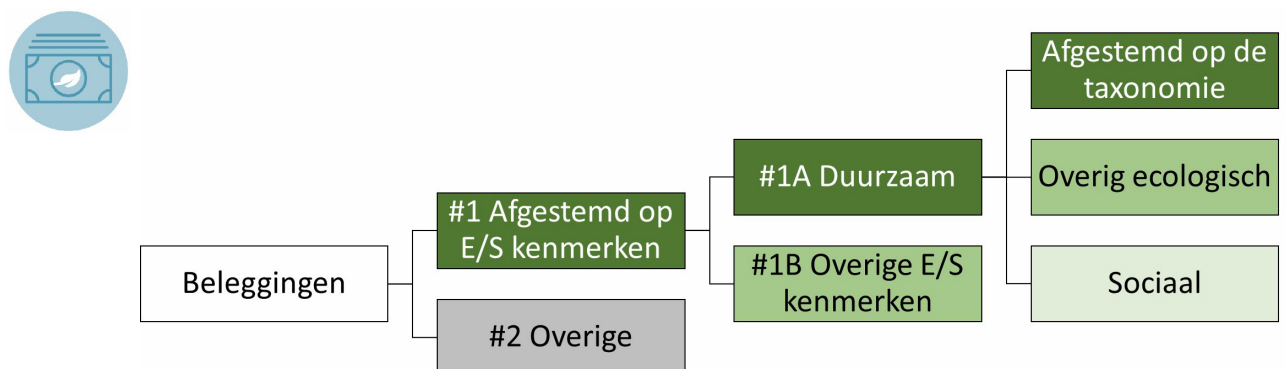 Beleggingen
#1 Afgestemd op
E/S kenmerken
#2 Overige
#1A Duurzaam
#1B Overige E/S
kenmerken
Afgestemd op de
taxonomie
Overig ecologisch
Sociaal